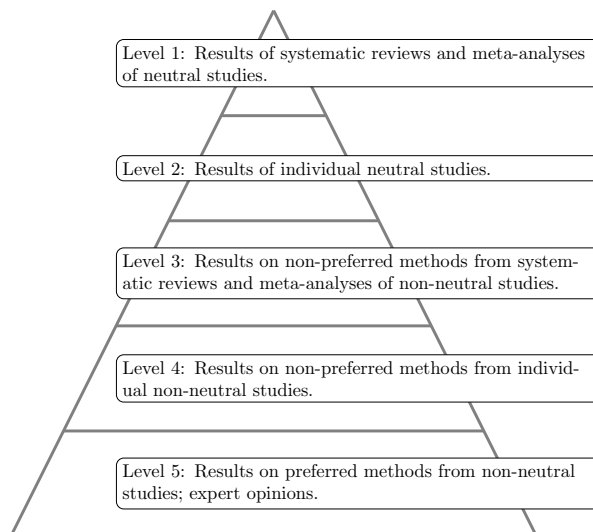 Level 1: Results of systematic reviews and meta-analyses
of neutral studies.
Level 2: Results of individual neutral studies.
Level 3: Results on non-preferred methods from system-
atic reviews and meta-analyses of non-neutral studies.
Level 4: Results on non-preferred methods from individ-
ual non-neutral studies.
Level 5: Results on preferred methods from non-neutral
studies; expert opinions.